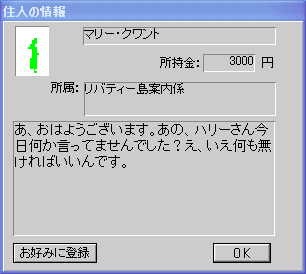 住人の情報
マリー・クワント
所持金: 3000 円
所属: リバティー島案内係
あ、おはようございます。あの、ハリーさん今
日何か言ってませんでした？え、いえ何も無
ければいいんです。
お好みに登録
OK